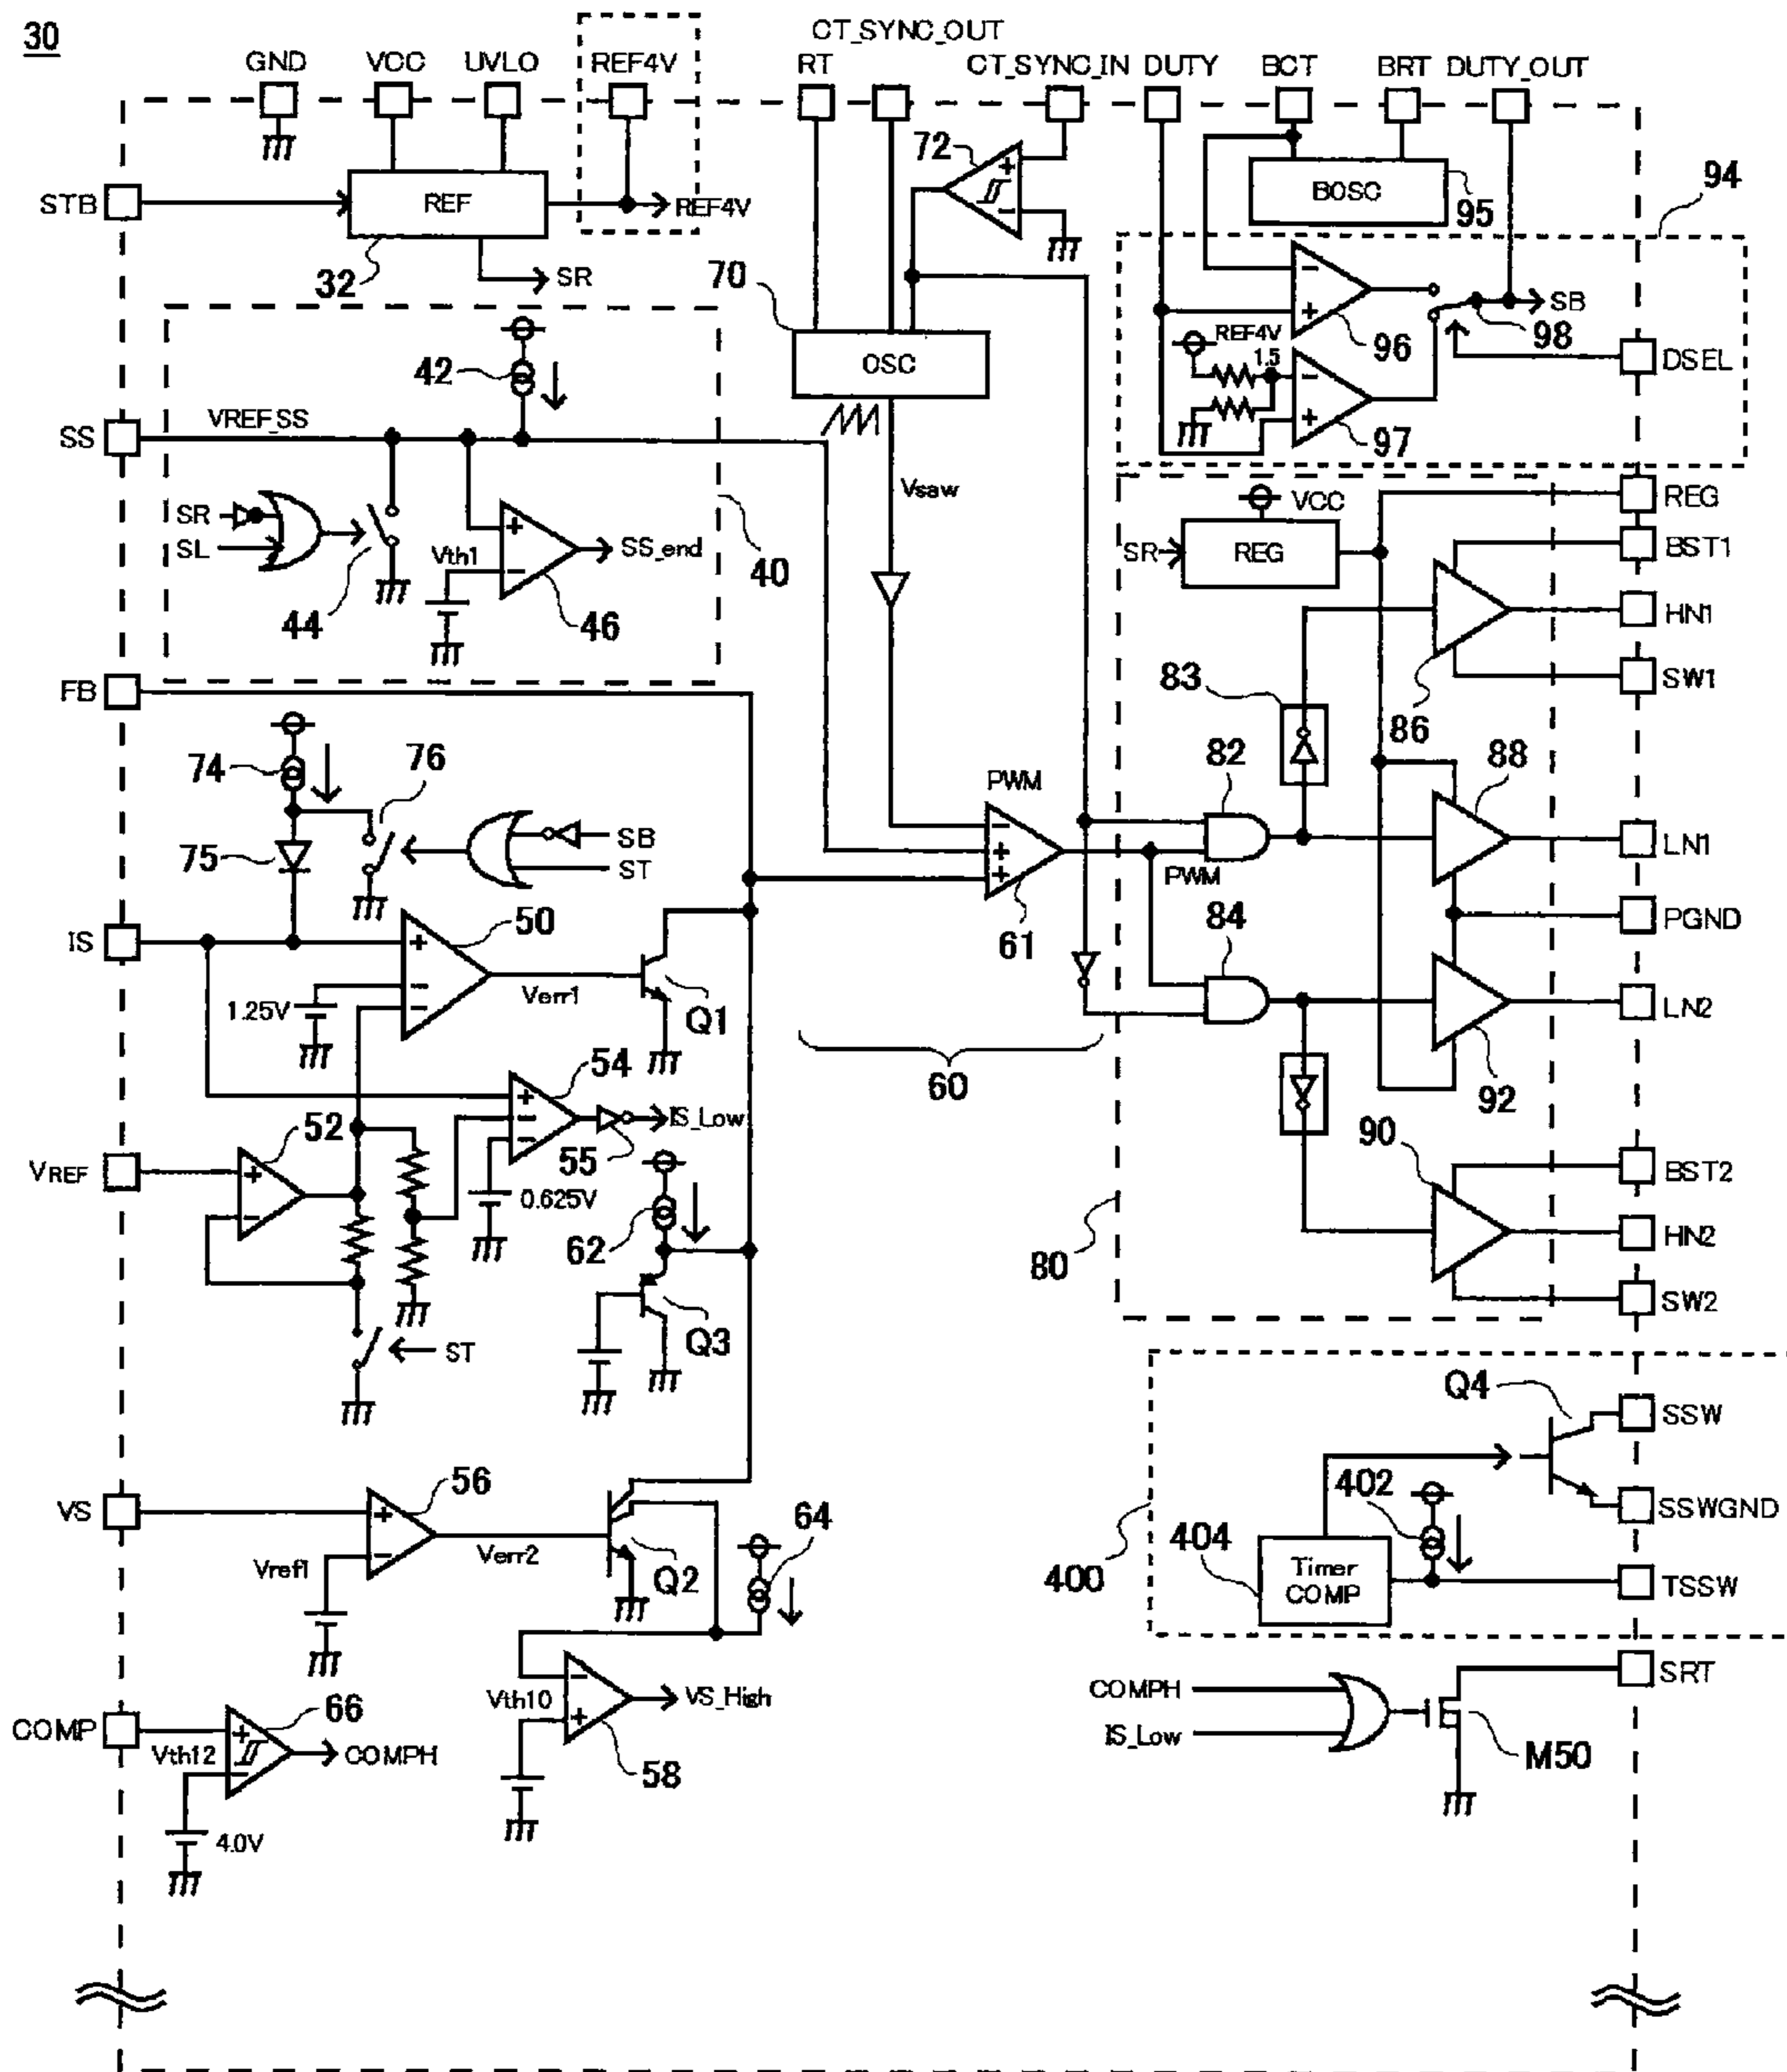 30
CT_SYNC_OUT
GND VCC UVLO REF4V RT CT_SYNC_IN DUTY BCT BRT DUTY_OUT
72
94
STB
REF
REF4V
BOSC
95
32
SR
70
SB
98
96
REF4V
1.5
DSEL
42
OSC
SS
VREF_SS
97
Vsaw
VCC
REG
SR
SL
Vth1
SS_end
40
SR
REG
BST1
44
46
HN1
FB
83
SW1
86
74
76
82
88
PWM
SB
75
ST
LN1
PWM
50
IS
61
PGND
84
Verr1
Q1
1.25V
LN2
54
60
92
52
IS_Low
55
90
VREF
0.625V
BST2
62
80
HN2
Q3
SW2
ST
Q4
SSW
56
VS
402
64
SSWGND
Vref1
Verr2
Q2
404
400
Timer
COMP
TSSW
SRT
66
Vth10
VS_High
COMPH
COMP
Vth12
COMPH
IS_Low
58
M50
4.0V